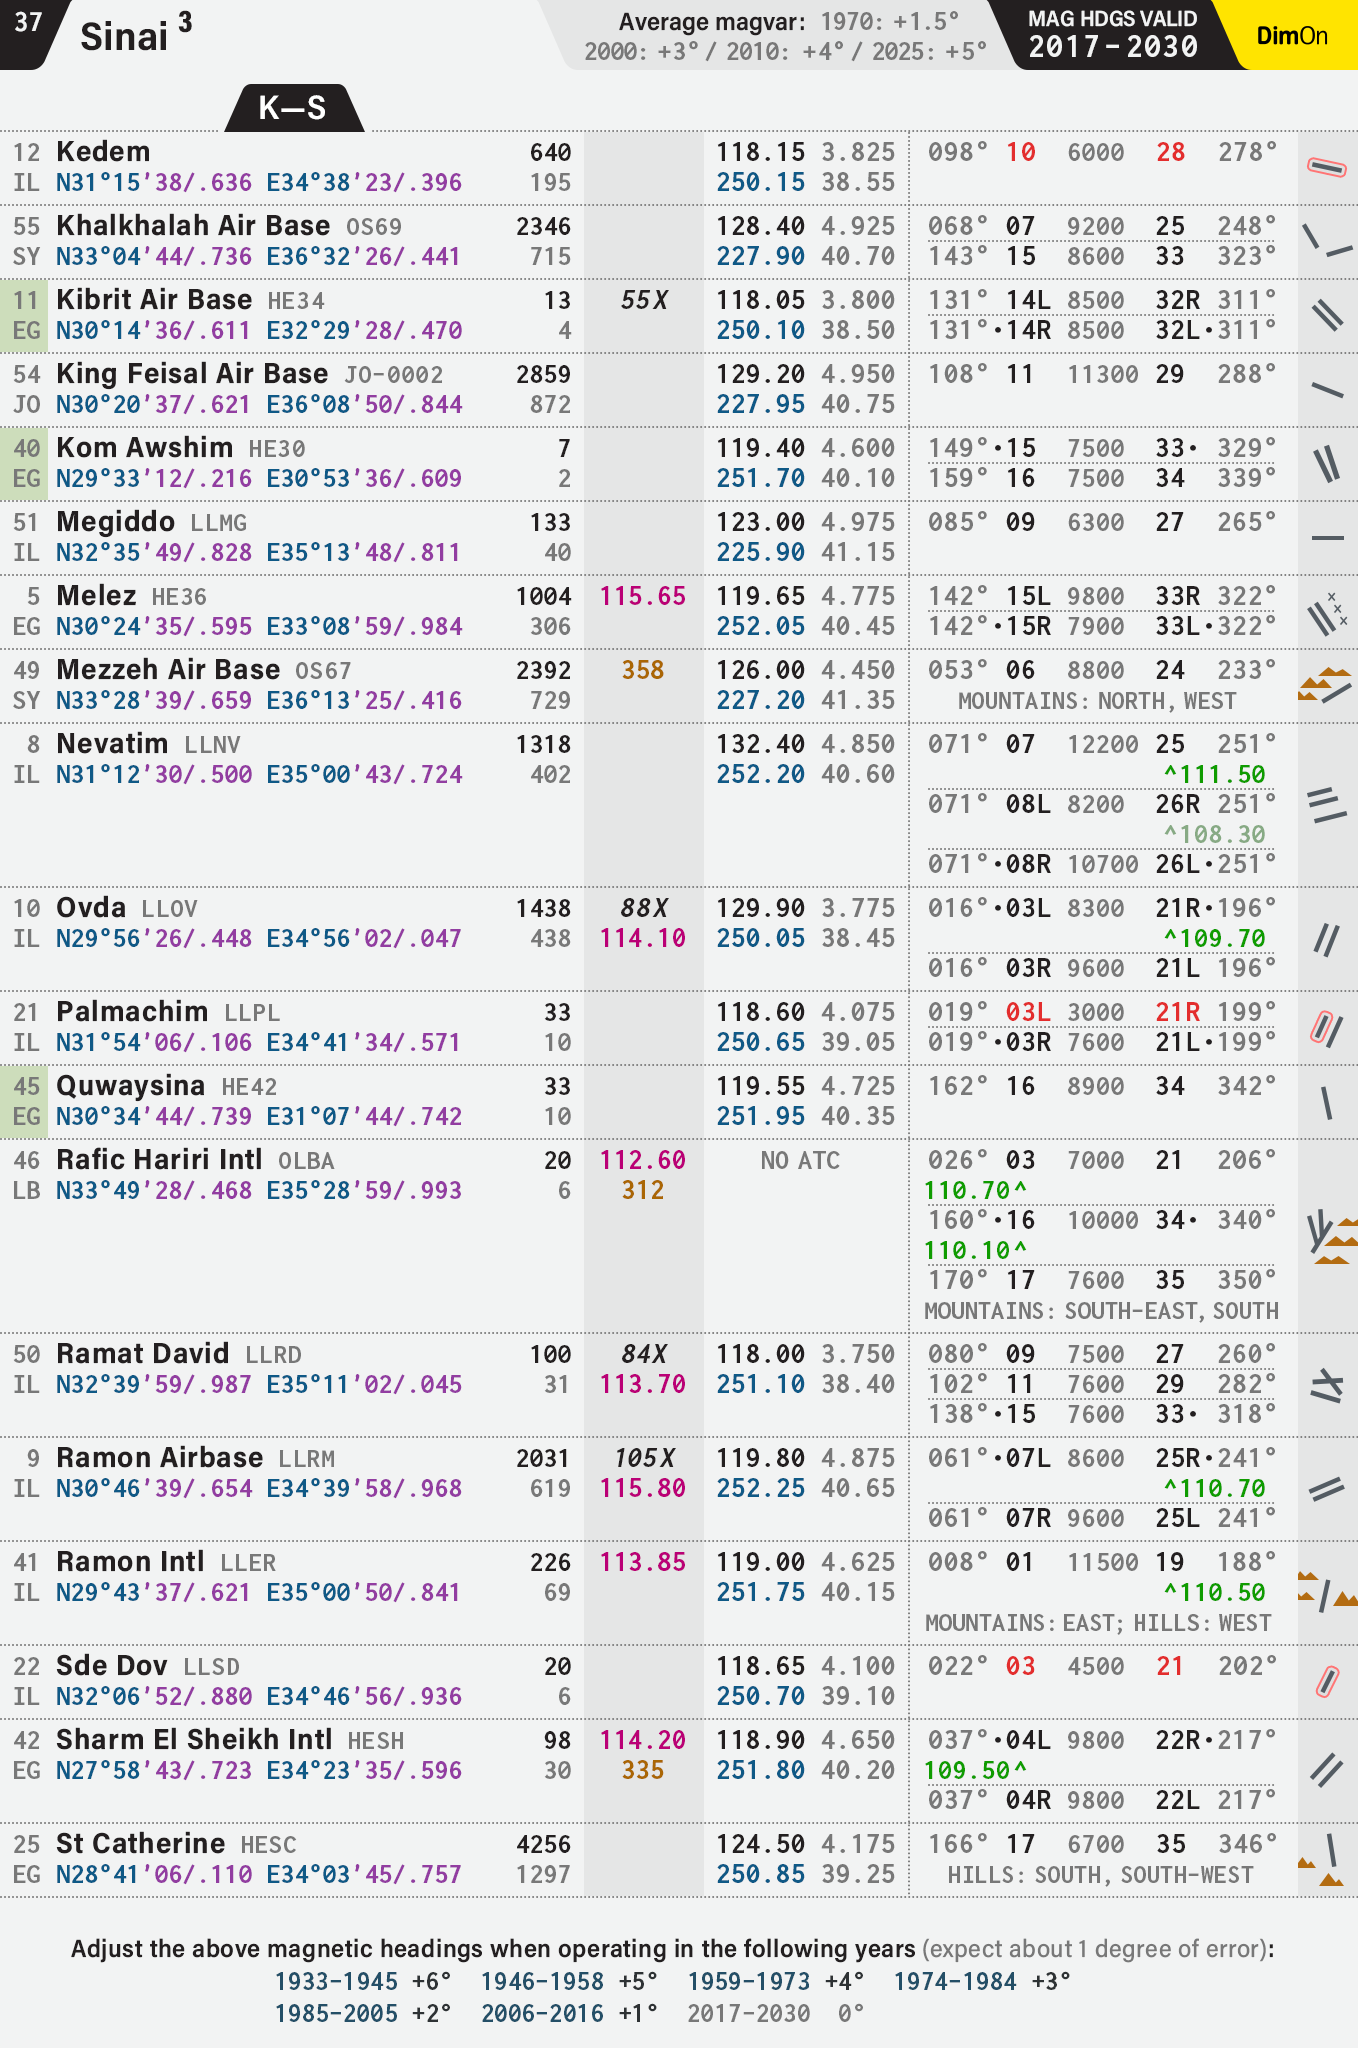 37 Sinai 3 Average magvar: 1970: +1.5° MAG HDGS VALID DimOn
2000: +3° / 2010: +4° / 2025: +5° 2017-2030
K—S
12 Kedem 640 118.15 3.825 098° 10 6000 28 278°
IL N31°15'38/.636 E34°38'23/.396 195 250.15 38.55
55 Khalkhalah Air Base OS69 2346 128.40 4.925 068° 07 9200 25 248°
SY N33°04'44/.736 E36°32'26/.441 715 227.90 40.70 143° 15 8600 33 323°
11 Kibrit Air Base HE34 13 55X 118.05 3.800 131° 14L 8500 32R 311°
EG N30°14'36/.611 E32°29'28/.470 4 250.10 38.50 131°•14R 8500 32L•311°
54 King Feisal Air Base JO-0002 2859 129.20 4.950 108° 11 11300 29 288°
JO N30°20'37/.621 E36°08'50/.844 872 227.95 40.75
40 Kom Awshim HE30 7 119.40 4.600 149°•15 7500 33• 329°
EG N29°33'12/.216 E30°53'36/.609 2 251.70 40.10 159° 16 7500 34 339°
51 Megiddo LLMG 133 123.00 4.975 085° 09 6300 27 265°
IL N32°35'49/.828 E35°13'48/.811 40 225.90 41.15
5 Melez HE36 1004 115.65 119.65 4.775 142° 15L 9800 33R 322°
EG N30°24'35/.595 E33°08'59/.984 306 252.05 40.45 142°•15R 7900 33L•322°
49 Mezzeh Air Base OS67 2392 358 126.00 4.450 053° 06 8800 24 233°
SY N33°28'39/.659 E36°13'25/.416 729 227.20 41.35 MOUNTAINS: NORTH, WEST
8 Nevatim LLNV 1318 132.40 4.850 071° 07 12200 25 251°
IL N31°12'30/.500 E35°00'43/.724 402 252.20 40.60 ^111.50
071° 08L 8200 26R 251°
^108.30
071°•08R 10700 26L•251°
10 Ovda LLOV 1438 88X 129.90 3.775 016°•03L 8300 21R•196°
IL N29°56'26/.448 E34°56'02/.047 438 114.10 250.05 38.45 ^109.70
016° 03R 9600 21L 196°
21 Palmachim LLPL 33 118.60 4.075 019° 03L 3000 21R 199°
IL N31°54'06/.106 E34°41'34/.571 10 250.65 39.05 019°•03R 7600 21L•199°
45 Quwaysina HE42 33 119.55 4.725 162° 16 8900 34 342°
EG N30°34'44/.739 E31°07'44/.742 10 251.95 40.35
46 Rafic Hariri Intl OLBA 20 112.60 NO ATC 026° 03 7000 21 206°
LB N33°49'28/.468 E35°28'59/.993 6 312 110.70^
160°•16 10000 34• 340°
110.10^
170° 17 7600 35 350°
MOUNTAINS: SOUTH-EAST, SOUTH
50 Ramat David LLRD 100 84X 118.00 3.750 080° 09 7500 27 260°
IL N32°39'59/.987 E35°11'02/.045 31 113.70 251.10 38.40 102° 11 7600 29 282°
138°•15 7600 33• 318°
9 Ramon Airbase LLRM 2031 105X 119.80 4.875 061°•07L 8600 25R•241°
IL N30°46'39/.654 E34°39'58/.968 619 115.80 252.25 40.65 ^110.70
061° 07R 9600 25L 241°
41 Ramon Intl LLER 226 113.85 119.00 4.625 008° 01 11500 19 188°
IL N29°43'37/.621 E35°00'50/.841 69 251.75 40.15 ^110.50
MOUNTAINS: EAST; HILLS: WEST
22 Sde Dov LLSD 20 118.65 4.100 022° 03 4500 21 202°
IL N32°06'52/.880 E34°46'56/.936 6 250.70 39.10
42 Sharm El Sheikh Intl HESH 98 114.20 118.90 4.650 037°•04L 9800 22R•217°
EG N27°58'43/.723 E34°23'35/.596 30 335 251.80 40.20 109.50^
037° 04R 9800 22L 217°
25 St Catherine HESC 4256 124.50 4.175 166° 17 6700 35 346°
EG N28°41'06/.110 E34°03'45/.757 1297 250.85 39.25 HILLS: SOUTH, SOUTH-WEST
Adjust the above magnetic headings when operating in the following years (expect about 1 degree of error):
1933-1945 +6° 1946-1958 +5° 1959-1973 +4° 1974-1984 +3°
1985-2005 +2° 2006-2016 +1° 2017-2030 0°